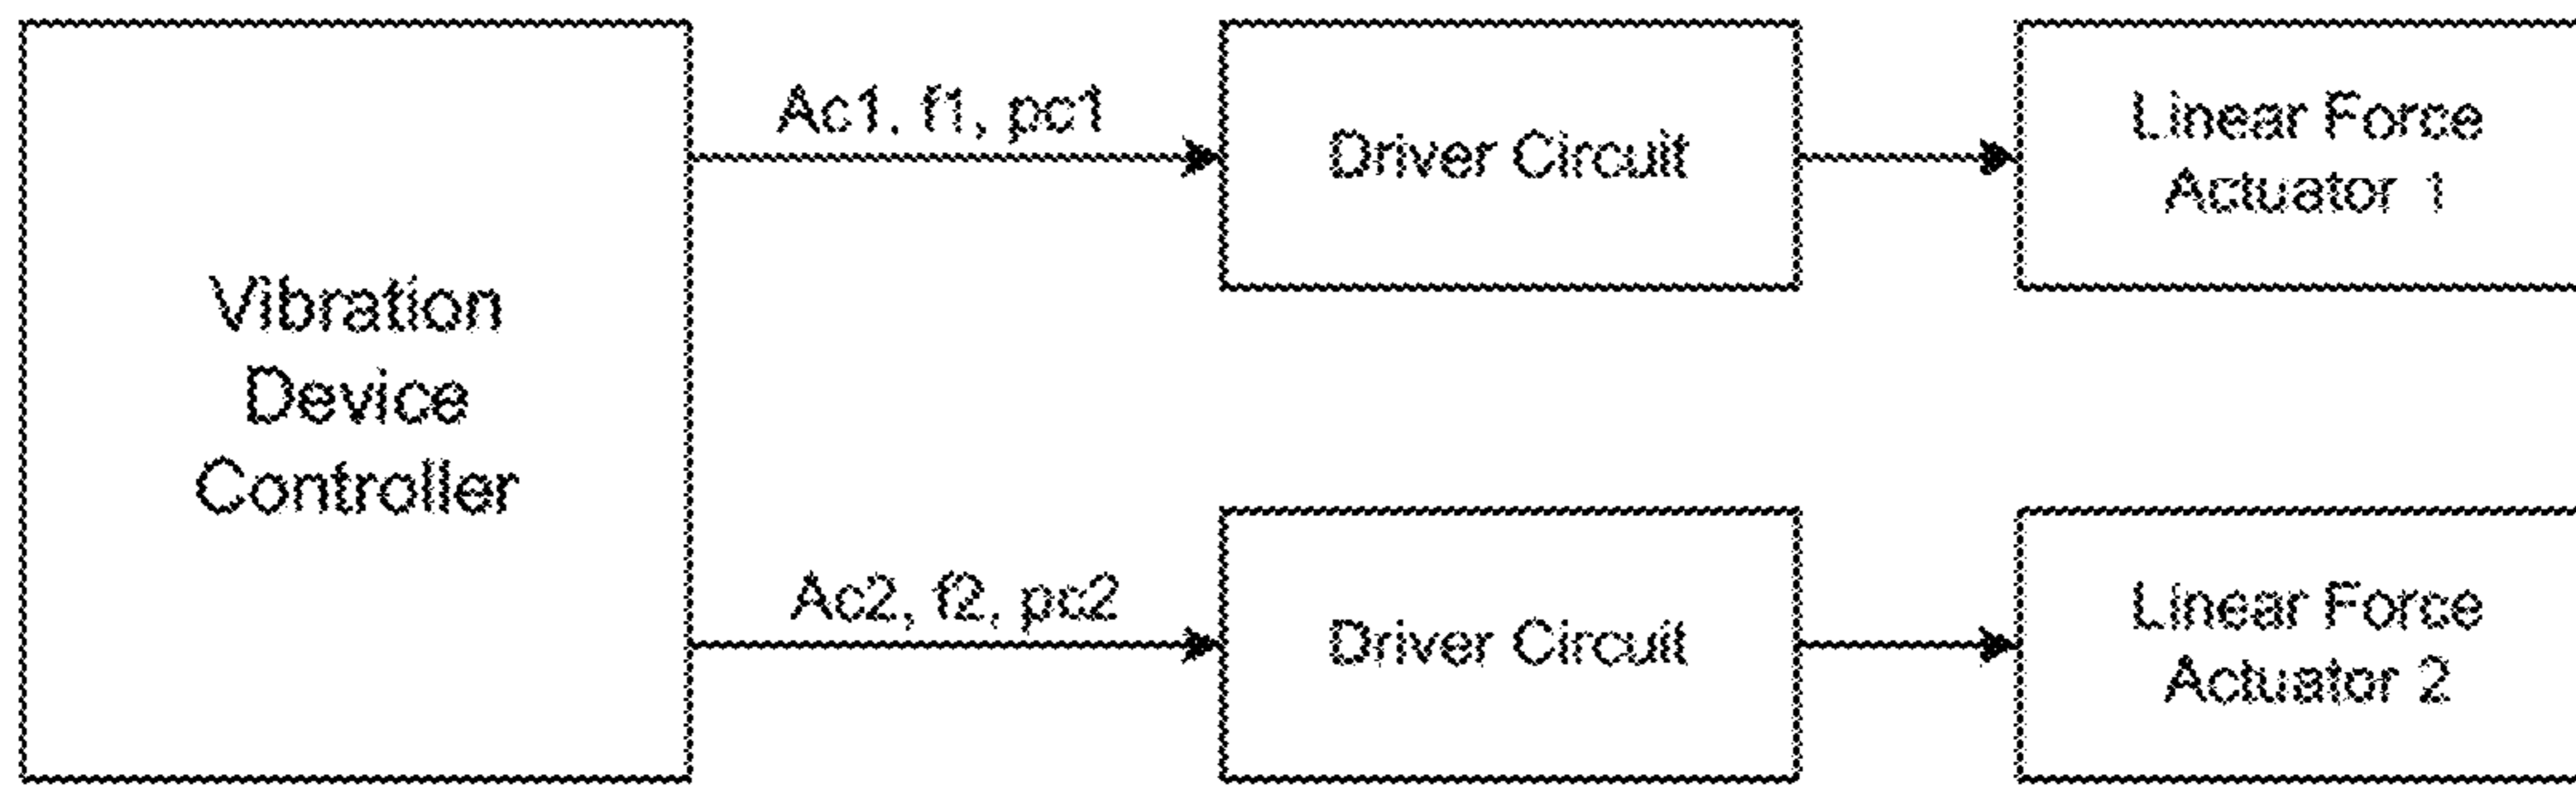 Vibration
Device
Controller
Ac1. f1, pc1
Driver Circuit
Linear Force
Actuator 1
Ac2, f2, pc2
Driver Circuit
Linear Force
Actuator 2